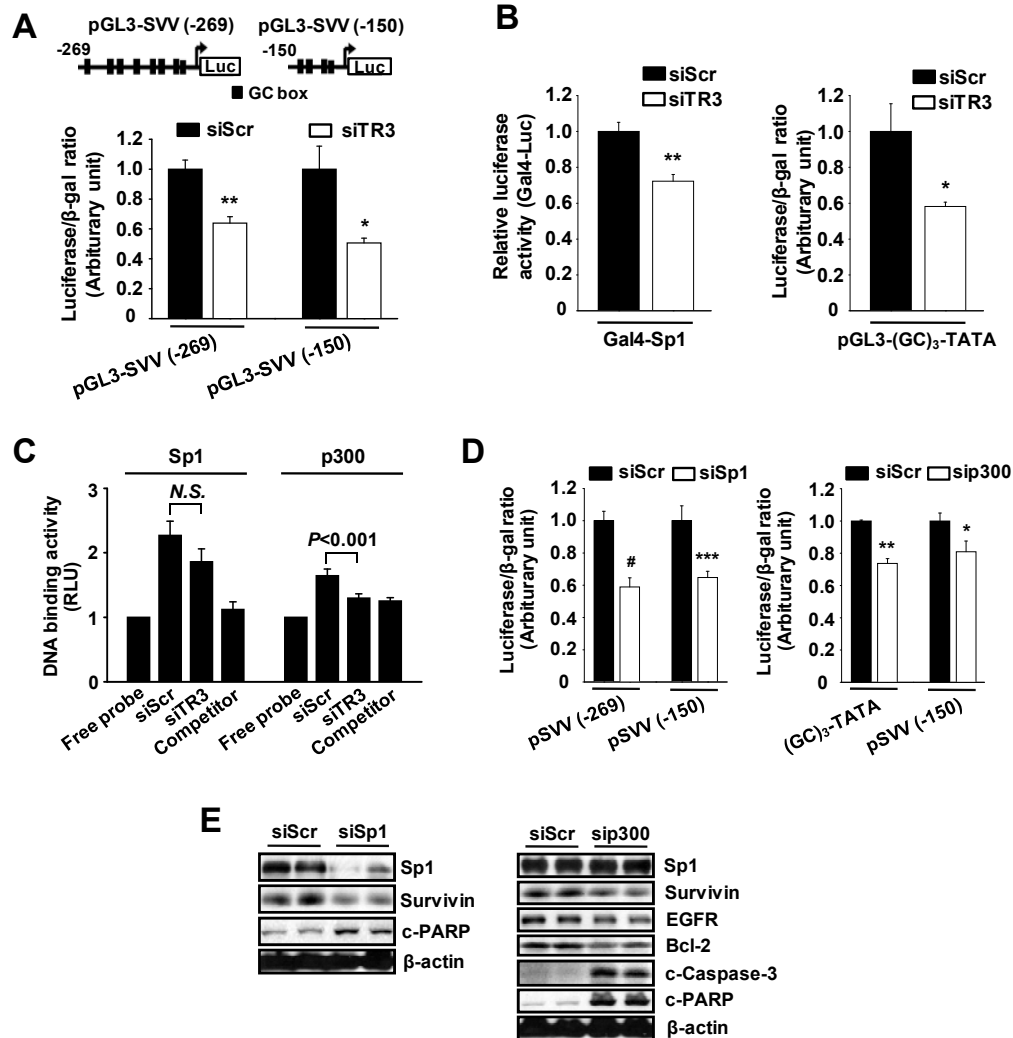 A
pGL3-SVV (-269)
pGL3-SVV (-150)
-269
Luc
-150
Luc
GC box
siScr
siTR3
Luciferase/β-gal ratio
(Arbiturary unit)
1.2
1.0
0.8
0.6
0.4
0.2
0
**
*
pGL3-SVV (-269)
pGL3-SVV (-150)
B
siScr
siTR3
Relative luciferase
activity (Gal4-Luc)
1.2
1.0
0.8
0.6
0.4
0.2
0
**
Gal4-Sp1
siScr
siTR3
Luciferase/β-gal ratio
(Arbiturary unit)
1.2
1.0
0.8
0.6
0.4
0.2
0
*
pGL3-(GC)₃-TATA
C
Sp1
p300
DNA binding activity
(RLU)
3
2
1
0
N.S.
P<0.001
Free probe
siScr
siTR3
Competitor
Free probe
siScr
siTR3
Competitor
D
siScr
siSp1
Luciferase/β-gal ratio
(Arbiturary unit)
1.2
1.0
0.8
0.6
0.4
0.2
0
#
***
pSVV (-269)
pSVV (-150)
siScr
sip300
Luciferase/β-gal ratio
(Arbiturary unit)
1.2
1.0
0.8
0.6
0.4
0.2
0
**
*
(GC)₃-TATA
pSVV (-150)
E
siScr
siSp1
Sp1
Survivin
c-PARP
β-actin
siScr
sip300
Sp1
Survivin
EGFR
Bcl-2
c-Caspase-3
c-PARP
β-actin